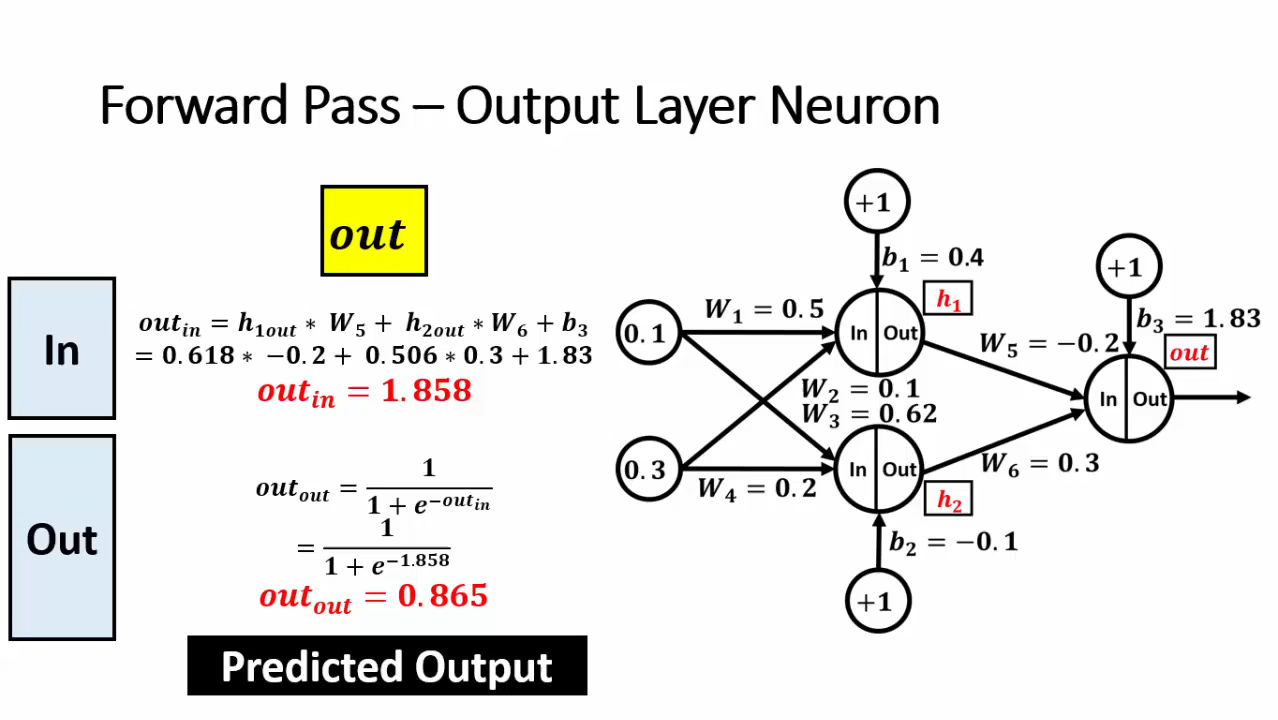 Forward Pass – Output Layer Neuron
out
In
out_in = h_1out * W_5 + h_2out * W_6 + b_3
= 0.618 * −0.2 + 0.506 * 0.3 + 1.83
out_in = 1.858
Out
out_out = 1 / (1 + e^(−out_in))
= 1 / (1 + e^(−1.858))
out_out = 0.865
Predicted Output
+1
b_1 = 0.4
h_1
+1
0.1
W_1 = 0.5
In Out
b_3 = 1.83
W_5 = −0.2
out
W_2 = 0.1
W_3 = 0.62
In Out
0.3
W_4 = 0.2
In Out
W_6 = 0.3
h_2
b_2 = −0.1
+1